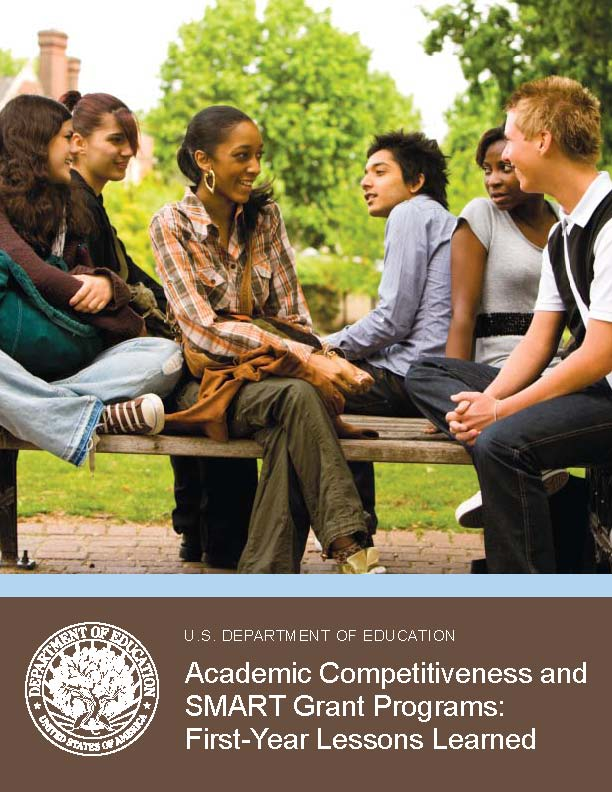 U.S. DEPARTMENT OF EDUCATION
Academic Competitiveness and
SMART Grant Programs:
First-Year Lessons Learned
DEPARTMENT OF EDUCATION
UNITED STATES OF AMERICA